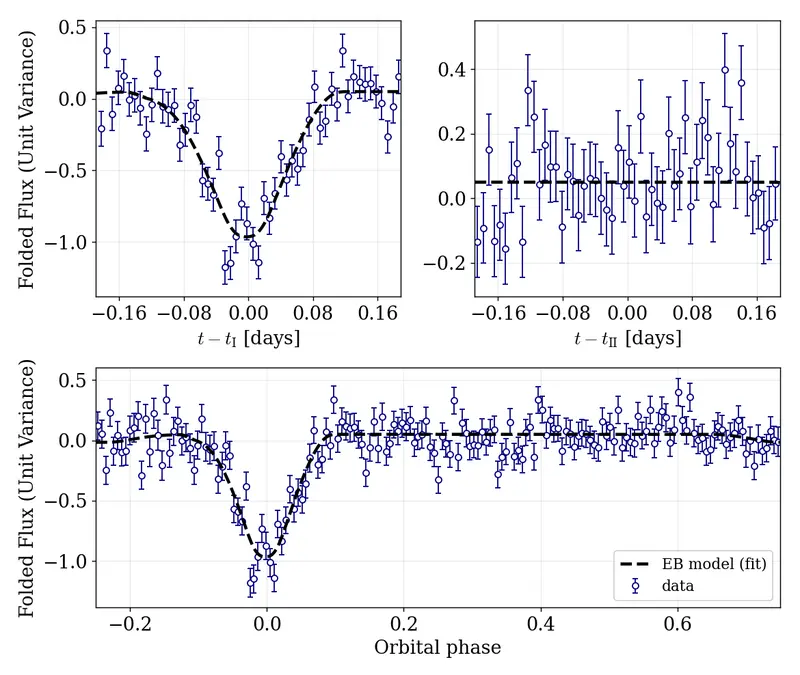 Folded Flux (Unit Variance)
0.5
0.0
−0.5
−1.0
−0.16 −0.08 0.00 0.08 0.16
t − t_I [days]
0.4
0.2
0.0
−0.2
−0.16 −0.08 0.00 0.08 0.16
t − t_II [days]
Folded Flux (Unit Variance)
0.5
0.0
−0.5
−1.0
EB model (fit)
data
−0.2 0.0 0.2 0.4 0.6
Orbital phase